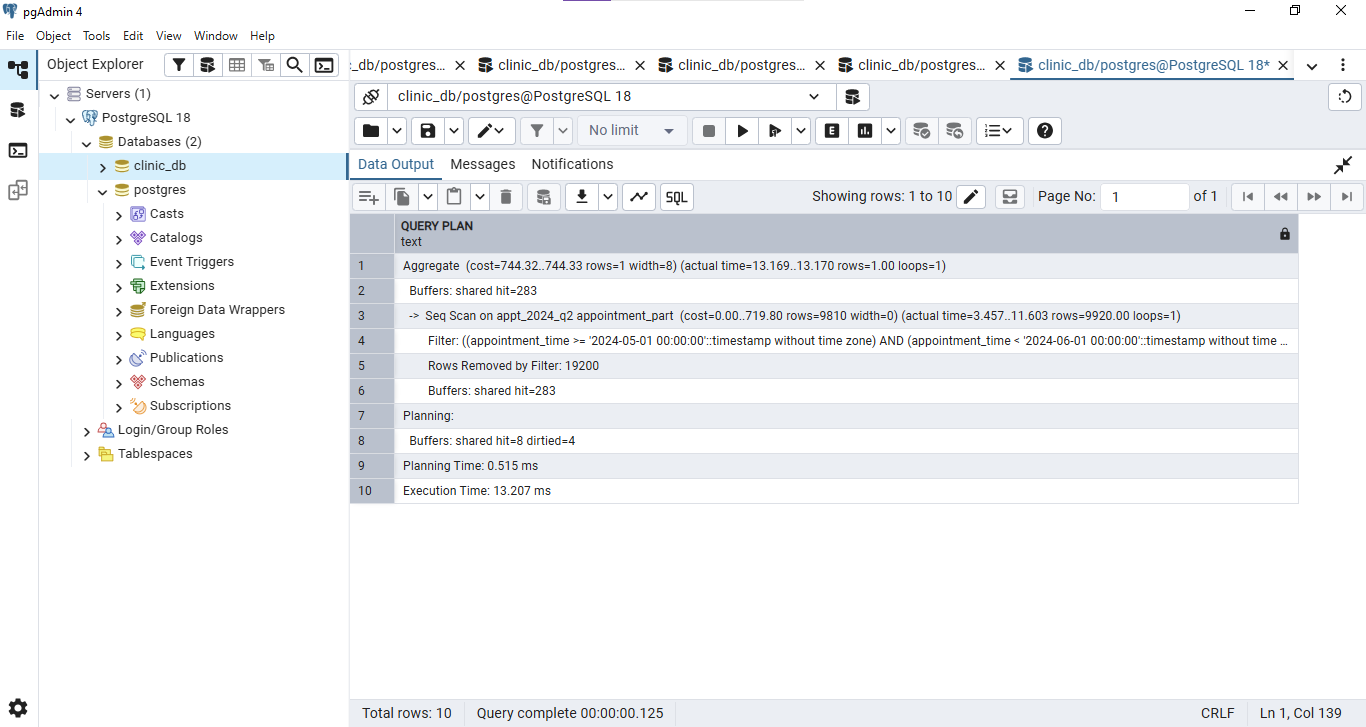 pgAdmin 4
File Object Tools Edit View Window Help
Object Explorer
Servers (1)
PostgreSQL 18
Databases (2)
clinic_db
postgres
Casts
Catalogs
Event Triggers
Extensions
Foreign Data Wrappers
Languages
Publications
Schemas
Subscriptions
Login/Group Roles
Tablespaces
_db/postgres... clinic_db/postgres... clinic_db/postgres... clinic_db/postgres... clinic_db/postgres@PostgreSQL 18*
clinic_db/postgres@PostgreSQL 18
No limit E
Data Output Messages Notifications
SQL Showing rows: 1 to 10 Page No: 1 of 1
QUERY PLAN
text
1 Aggregate (cost=744.32..744.33 rows=1 width=8) (actual time=13.169..13.170 rows=1.00 loops=1)
2 Buffers: shared hit=283
3 -> Seq Scan on appt_2024_q2 appointment_part (cost=0.00..719.80 rows=9810 width=0) (actual time=3.457..11.603 rows=9920.00 loops=1)
4 Filter: ((appointment_time >= '2024-05-01 00:00:00'::timestamp without time zone) AND (appointment_time < '2024-06-01 00:00:00'::timestamp without time ...
5 Rows Removed by Filter: 19200
6 Buffers: shared hit=283
7 Planning:
8 Buffers: shared hit=8 dirtied=4
9 Planning Time: 0.515 ms
10 Execution Time: 13.207 ms
Total rows: 10 Query complete 00:00:00.125 CRLF Ln 1, Col 139